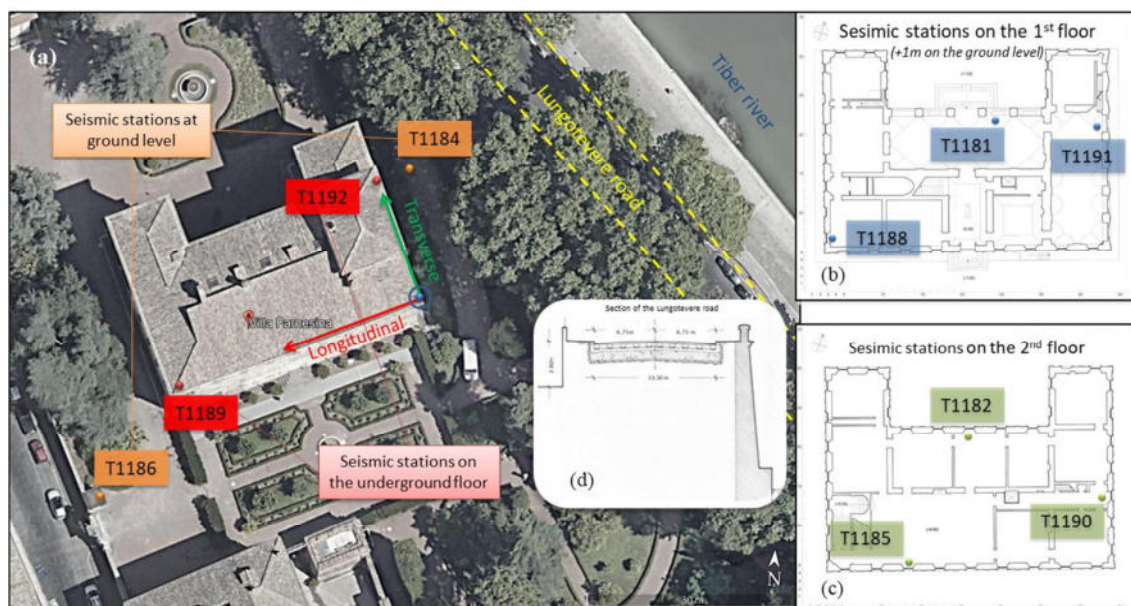 (a)
Seismic stations at
ground level
T1184
T1192
Transverse
Longitudinal
Lungotevere road
Tiber river
Villa Farnesina
T1189
T1186
Seismic stations on
the underground floor
N
Section of the Lungotevere road
6,75m
6,75 m
13,50 m
(d)
Sesimic stations on the 1st floor
(+1m on the ground level)
T1181
T1191
T1188
(b)
Sesimic stations on the 2nd floor
T1182
T1190
T1185
(c)